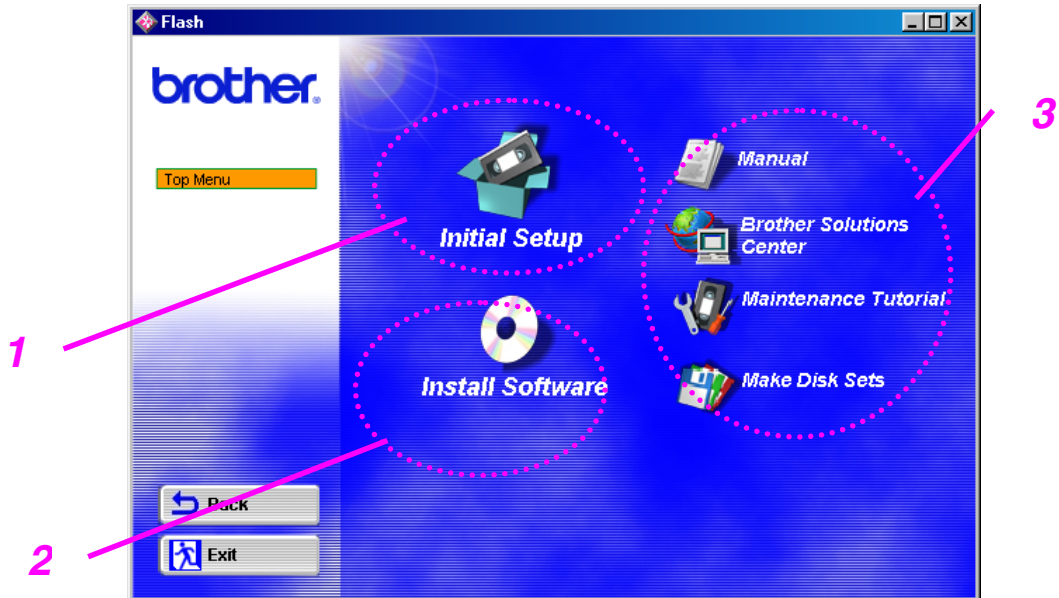 Flash
brother®
Top Menu
Initial Setup
Install Software
Manual
Brother Solutions
Center
Maintenance Tutorial
Make Disk Sets
Back
Exit
1
2
3